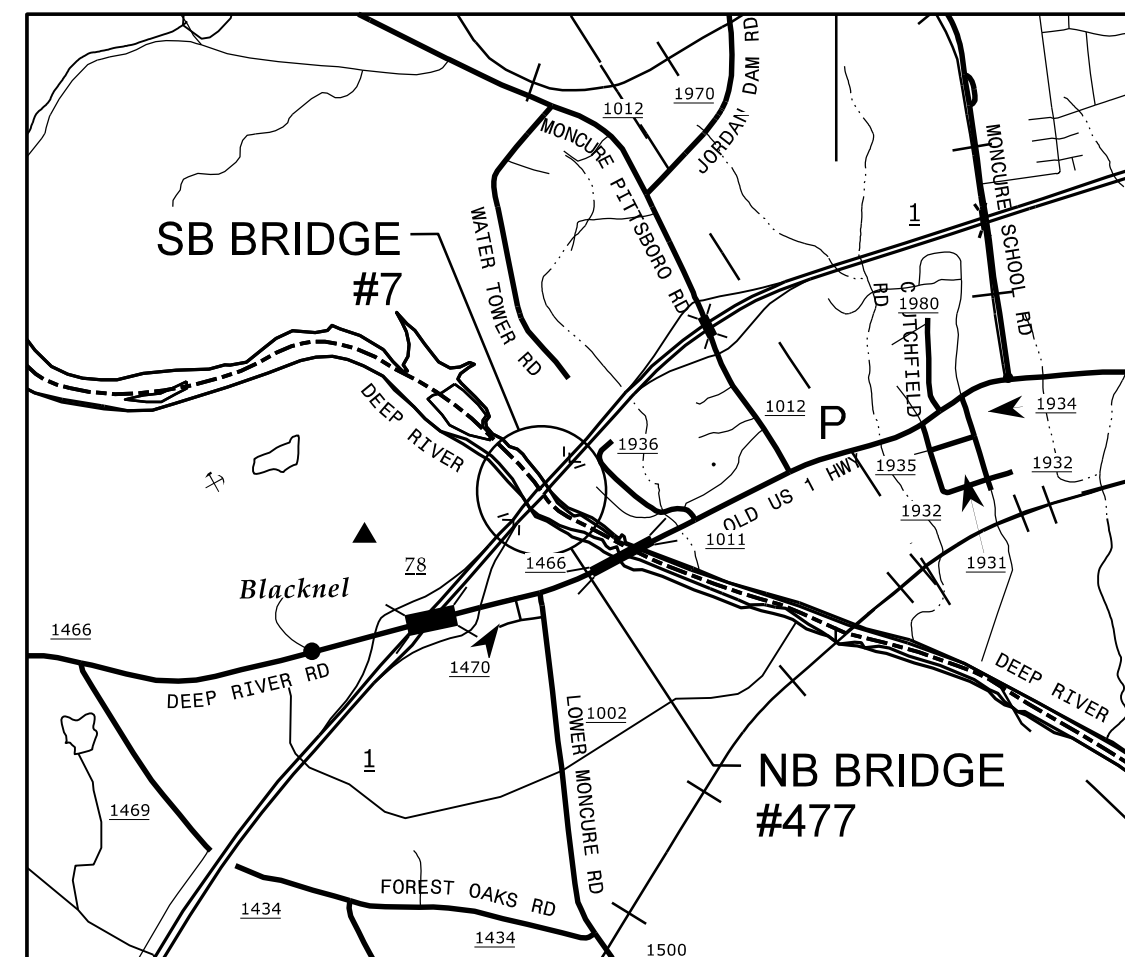 JORDAN DAM RD
1970
1012
MONCURE PITTSBORO RD
MONCURE SCHOOL RD
1
SB BRIDGE
#7
WATER TOWER RD
1980
C UTCHFIELD
RD
DEEP RIVER
1012
P
1934
1936
1935
1932
OLD US 1 HWY
1932
1011
1931
1466
78
Blacknel
1466
1470
DEEP RIVER RD
DEEP RIVER
1002
LOWER MONCURE RD
1
NB BRIDGE
#477
1469
FOREST OAKS RD
1434
1434
1500